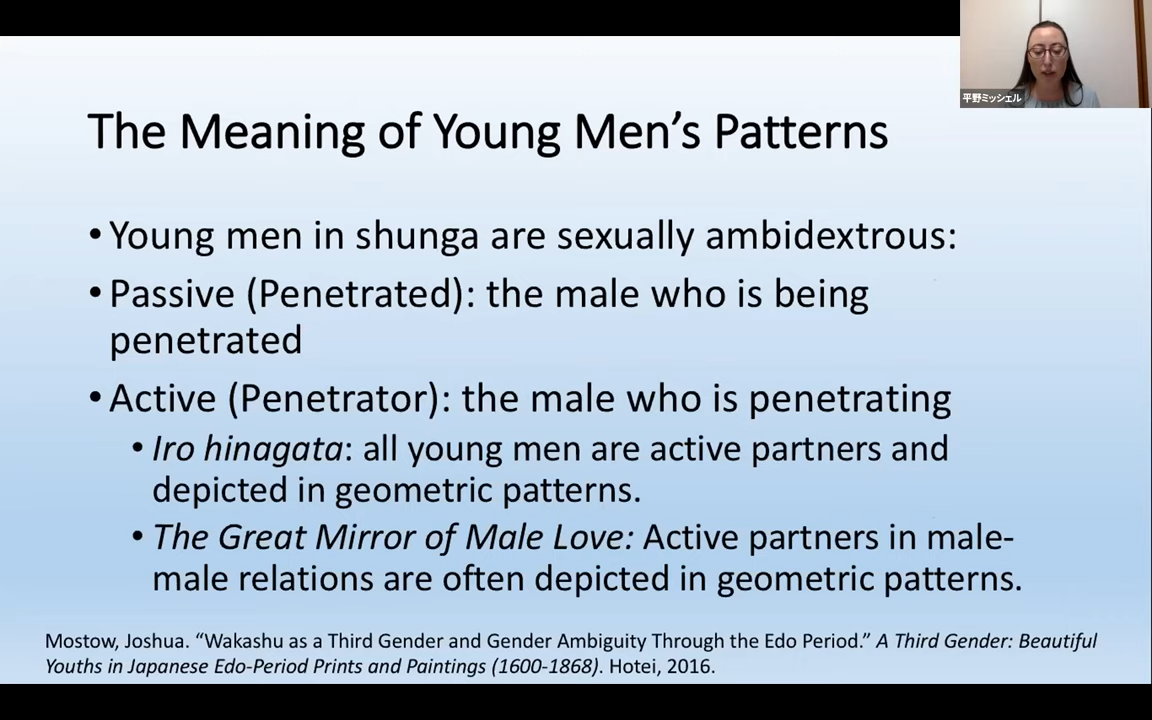 平野ミッシェル
The Meaning of Young Men's Patterns
•Young men in shunga are sexually ambidextrous:
•Passive (Penetrated): the male who is being
penetrated
•Active (Penetrator): the male who is penetrating
•Iro hinagata: all young men are active partners and
depicted in geometric patterns.
•The Great Mirror of Male Love: Active partners in male-
male relations are often depicted in geometric patterns.
Mostow, Joshua. “Wakashu as a Third Gender and Gender Ambiguity Through the Edo Period.” A Third Gender: Beautiful
Youths in Japanese Edo-Period Prints and Paintings (1600-1868). Hotei, 2016.